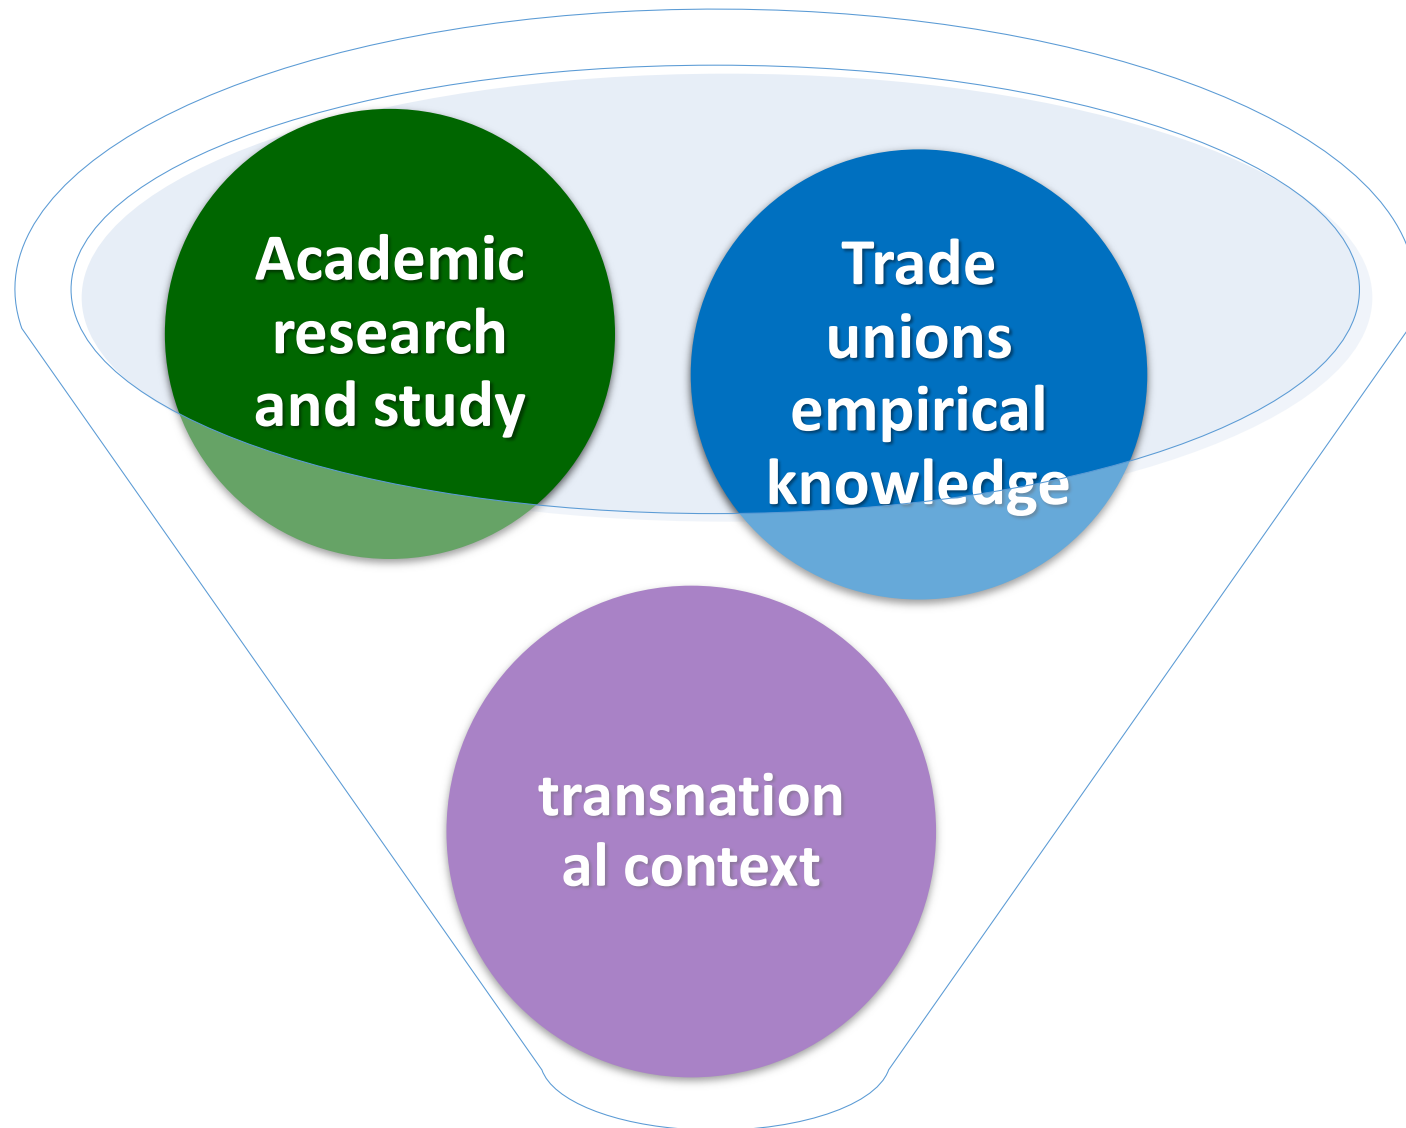 Academic
research
and study
Trade
unions
empirical
knowledge
transnation
al context